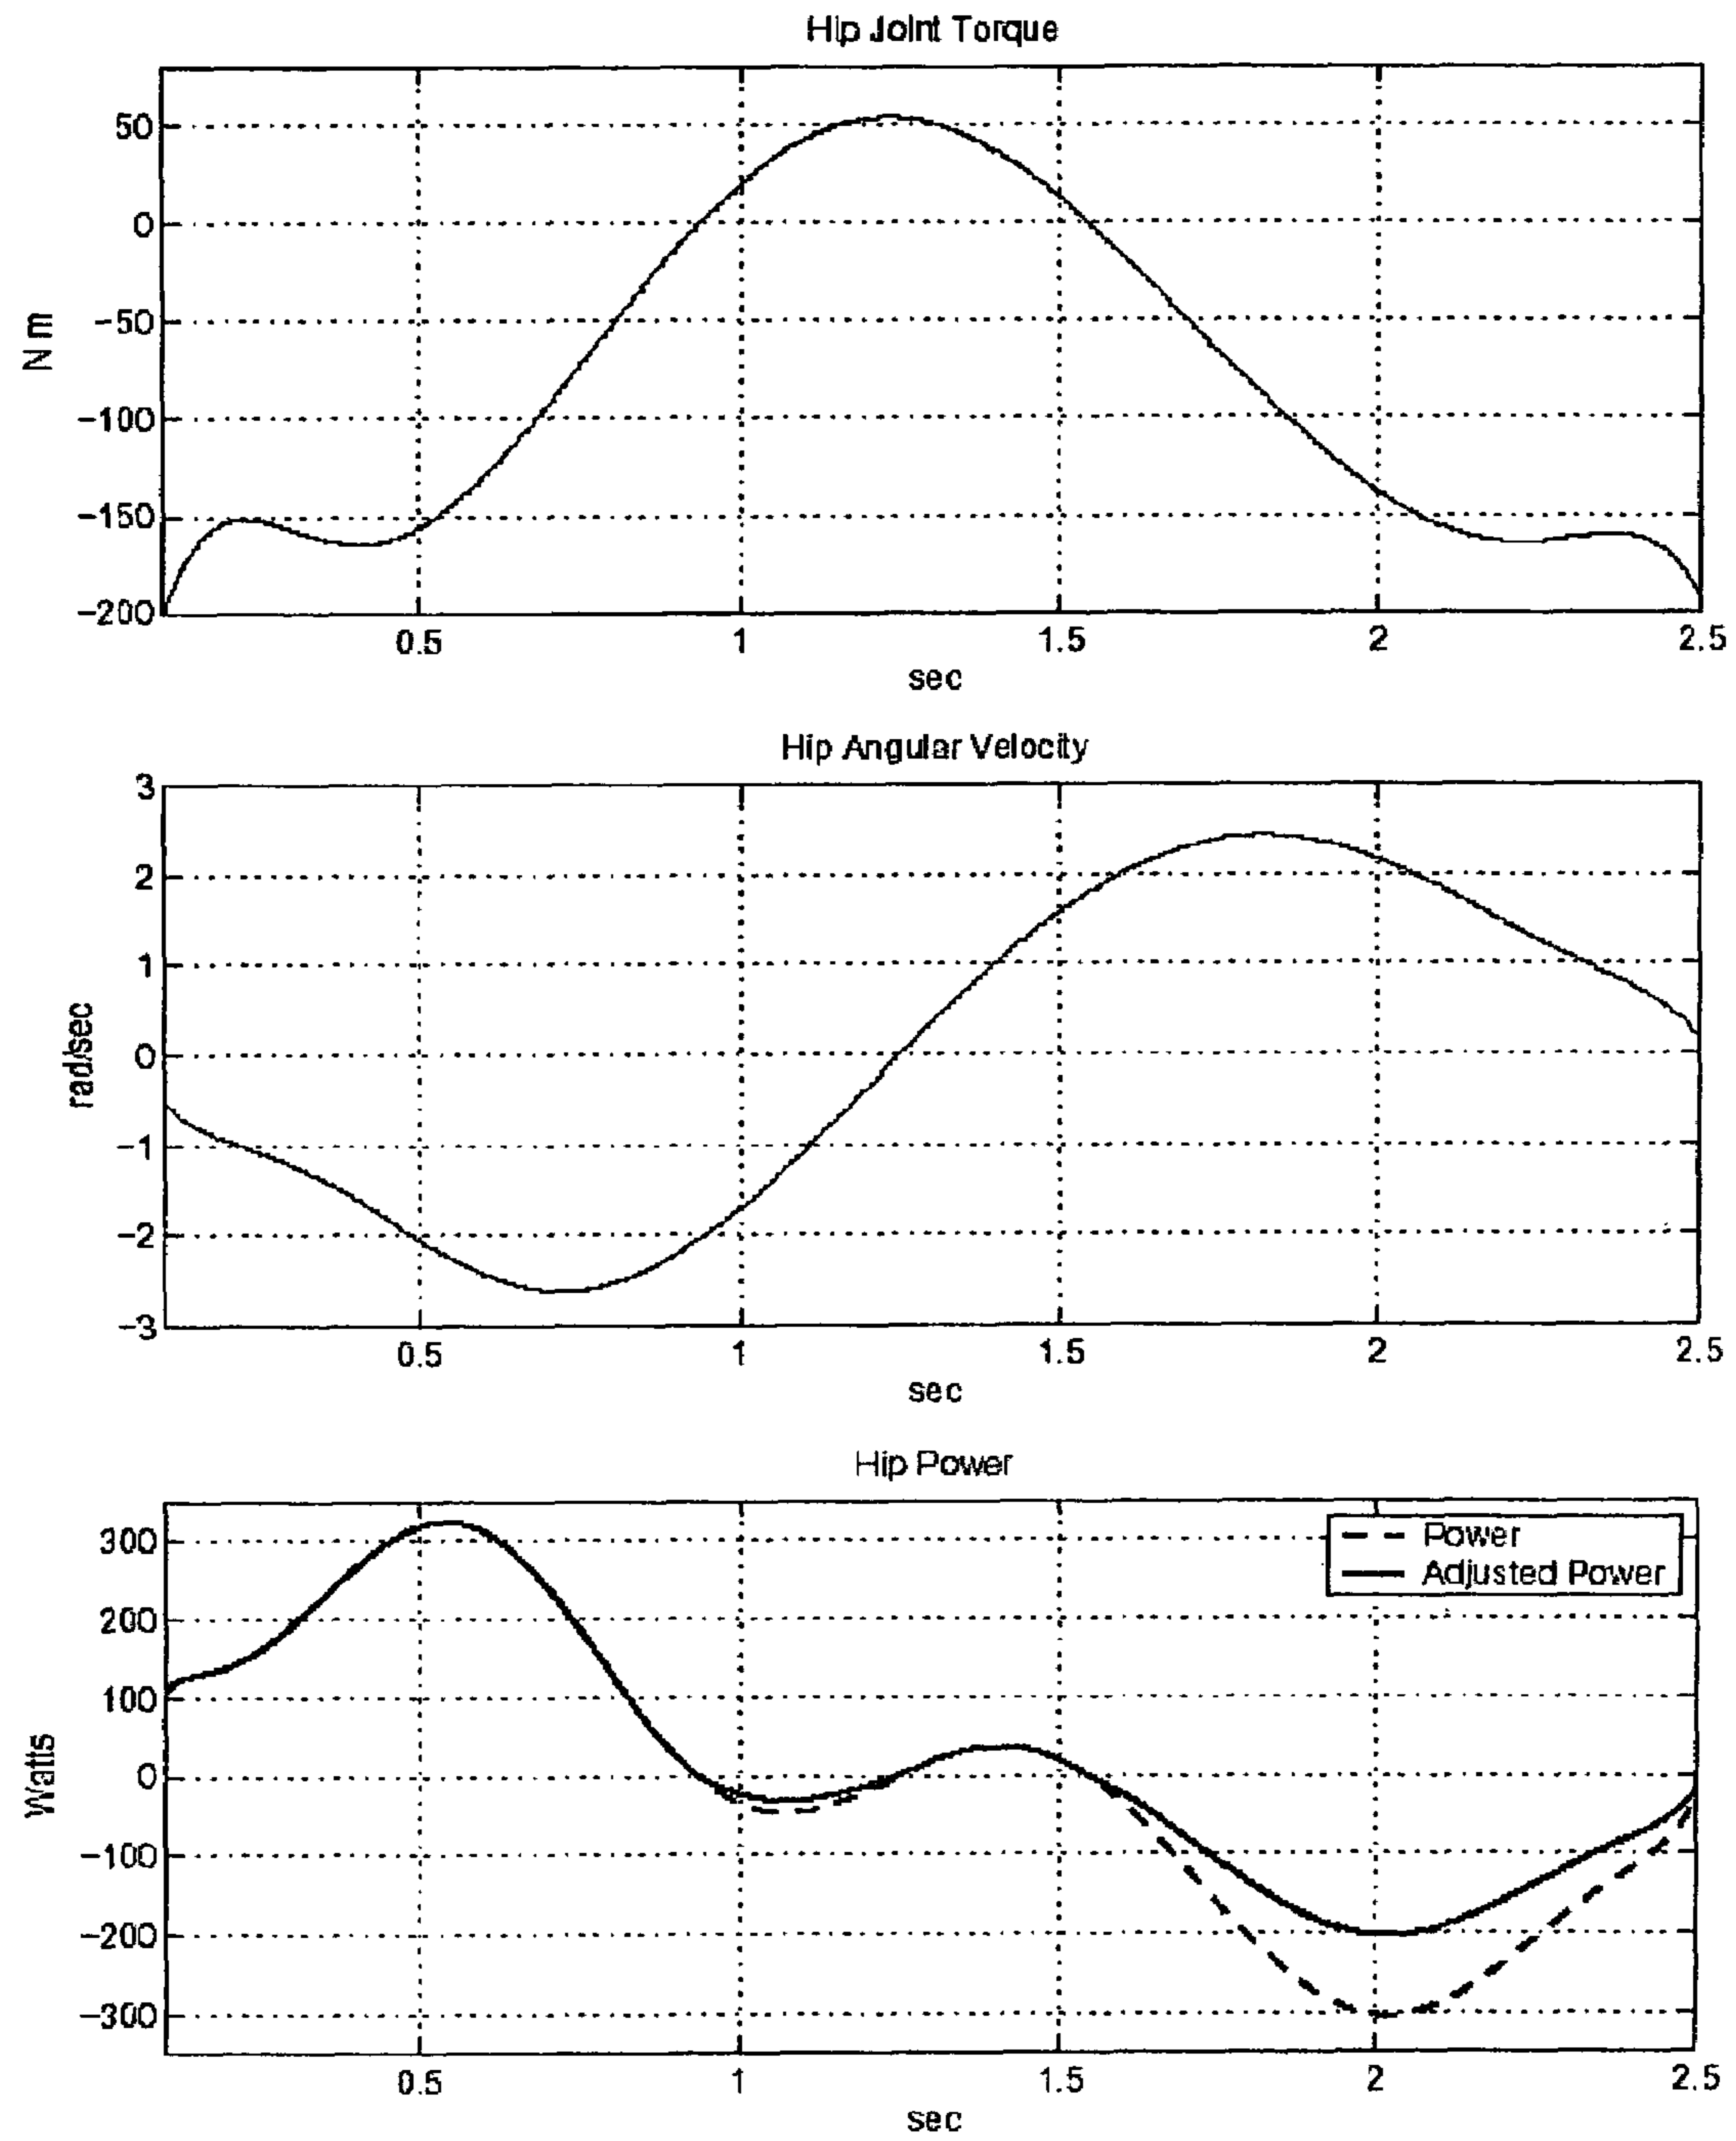 Hip Joint Torque
50
0
−50
−100
−150
−200
N m
0.5 1 1.5 2 2.5
sec
Hip Angular Velocity
3
2
1
0
−1
−2
−3
rad/sec
0.5 1 1.5 2 2.5
sec
Hip Power
300
200
100
0
−100
−200
−300
Watts
Power
Adjusted Power
0.5 1 1.5 2 2.5
sec